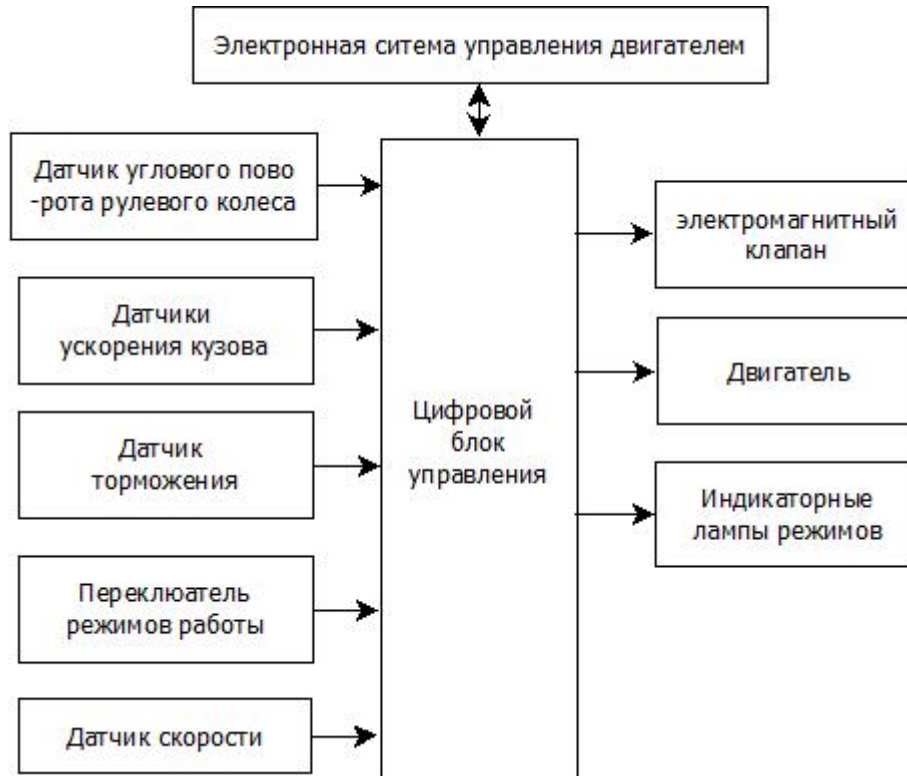 Электронная ситема управления двигателем
Датчик углового пово
-рота рулевого колеса
Датчики
ускорения кузова
Датчик
торможения
Переклюатель
режимов работы
Датчик скорости
Цифровой
блок
управления
электромагнитный
клапан
Двигатель
Индикаторные
лампы режимов